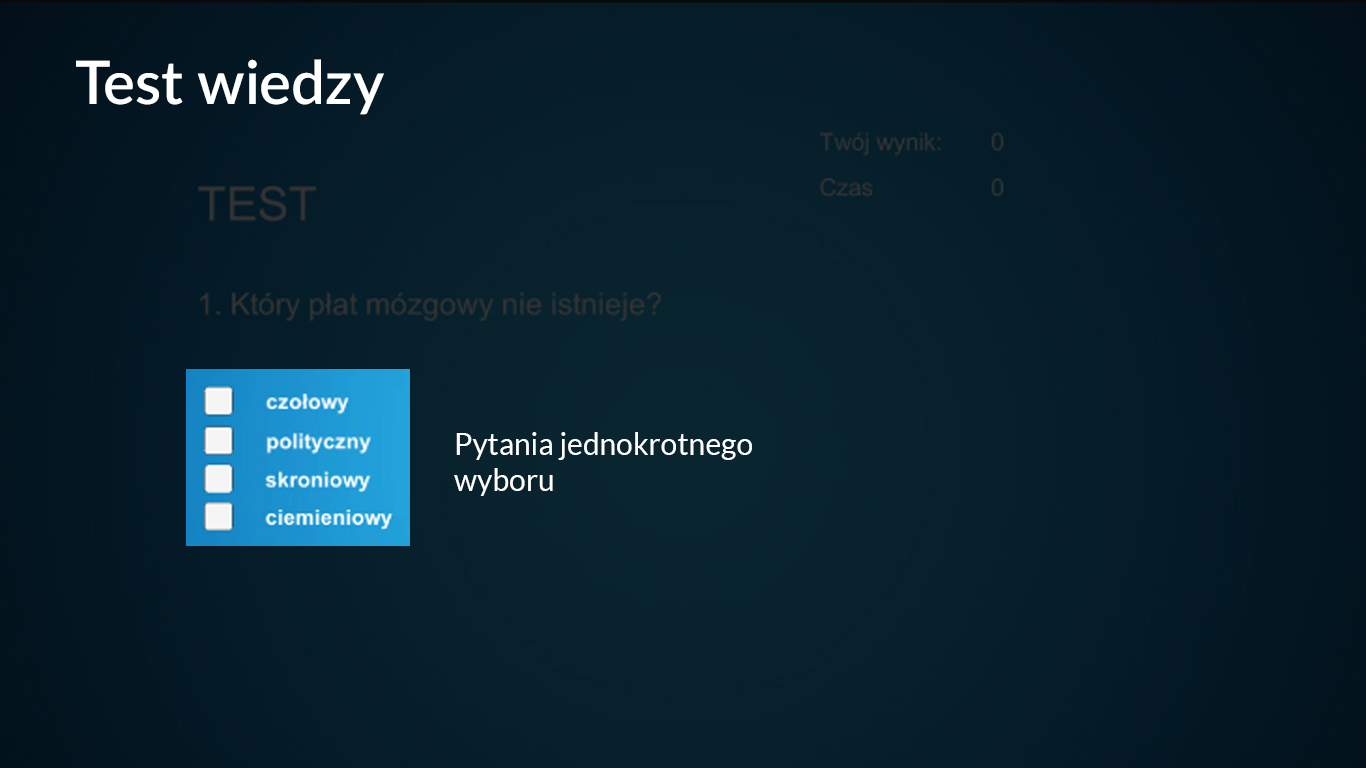 Test wiedzy
Twój wynik: 0
Czas 0
TEST
1. Który płat mózgowy nie istnieje?
czołowy
polityczny
skroniowy
ciemieniowy
Pytania jednokrotnego
wyboru